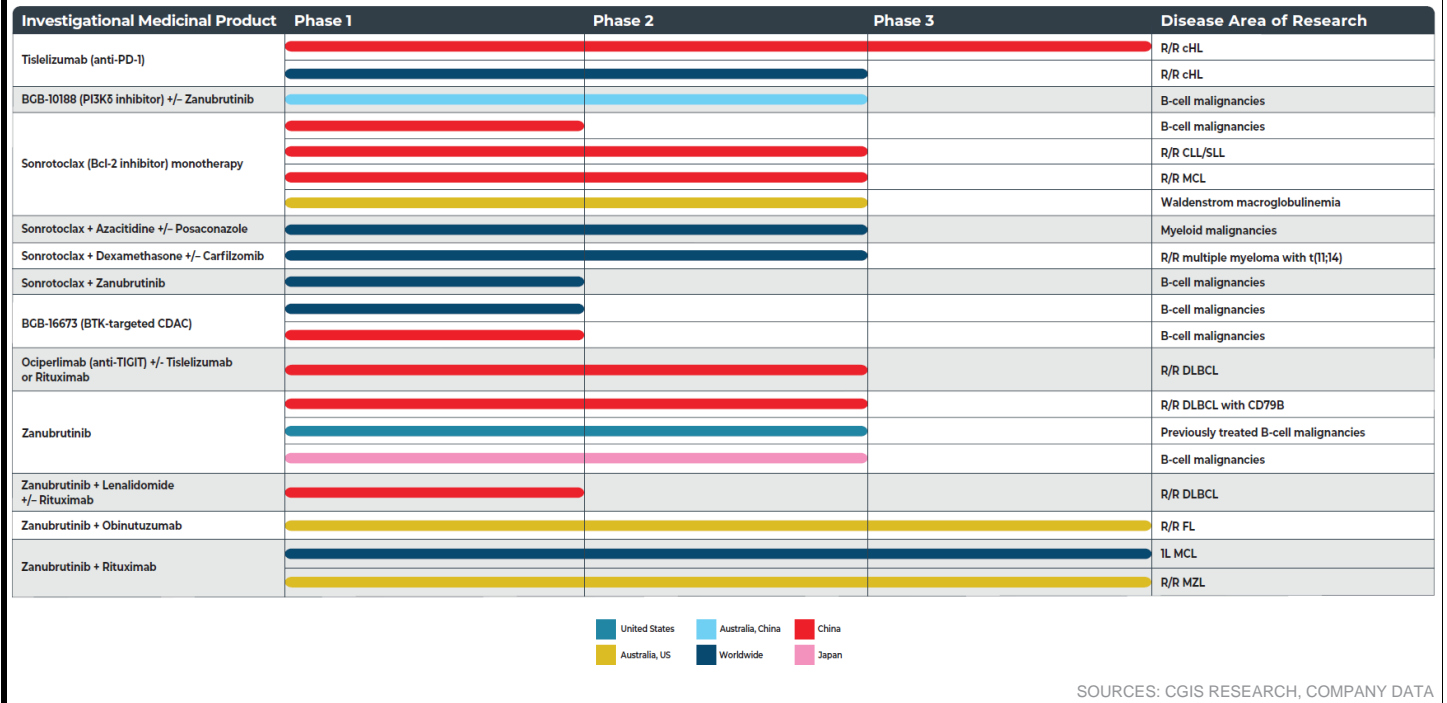 Investigational Medicinal Product Phase 1 Phase 2 Phase 3 Disease Area of Research
Tislelizumab (anti-PD-1)
R/R cHL
R/R cHL
BGB-10188 (PI3Kδ inhibitor) +/– Zanubrutinib B-cell malignancies
Sonrotoclax (Bcl-2 inhibitor) monotherapy
B-cell malignancies
R/R CLL/SLL
R/R MCL
Waldenstrom macroglobulinemia
Sonrotoclax + Azacitidine +/– Posaconazole Myeloid malignancies
Sonrotoclax + Dexamethasone +/– Carfilzomib R/R multiple myeloma with t(11;14)
Sonrotoclax + Zanubrutinib B-cell malignancies
BGB-16673 (BTK-targeted CDAC)
B-cell malignancies
B-cell malignancies
Ociperlimab (anti-TIGIT) +/- Tislelizumab
or Rituximab
R/R DLBCL
Zanubrutinib
R/R DLBCL with CD79B
Previously treated B-cell malignancies
B-cell malignancies
Zanubrutinib + Lenalidomide
+/– Rituximab
R/R DLBCL
Zanubrutinib + Obinutuzumab R/R FL
Zanubrutinib + Rituximab
1L MCL
R/R MZL
United States Australia, China China
Australia, US Worldwide Japan
SOURCES: CGIS RESEARCH, COMPANY DATA